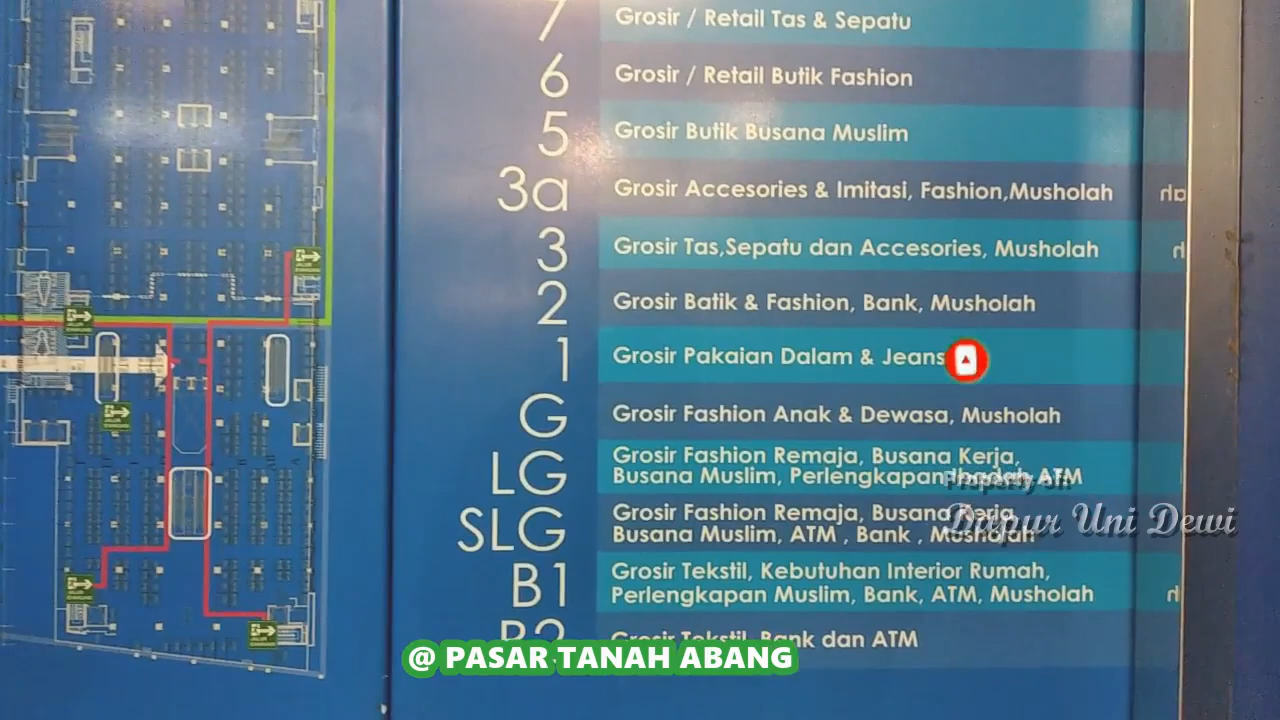 7 Grosir / Retail Tas & Sepatu
6 Grosir / Retail Butik Fashion
5 Grosir Butik Busana Muslim
3a Grosir Accesories & Imitasi, Fashion,Musholah
3 Grosir Tas,Sepatu dan Accesories, Musholah
2 Grosir Batik & Fashion, Bank, Musholah
1 Grosir Pakaian Dalam & Jeans
G Grosir Fashion Anak & Dewasa, Musholah
LG Grosir Fashion Remaja, Busana Kerja,
Busana Muslim, Perlengkapan Ibadah, ATM
SLG Grosir Fashion Remaja, Busana Kerja
Busana Muslim, ATM , Bank , Musholah
B1 Grosir Tekstil, Kebutuhan Interior Rumah,
Perlengkapan Muslim, Bank, ATM, Musholah
B2 Grosir Tekstil, Bank dan ATM
Property on
Dapur Uni Dewi
@ PASAR TANAH ABANG